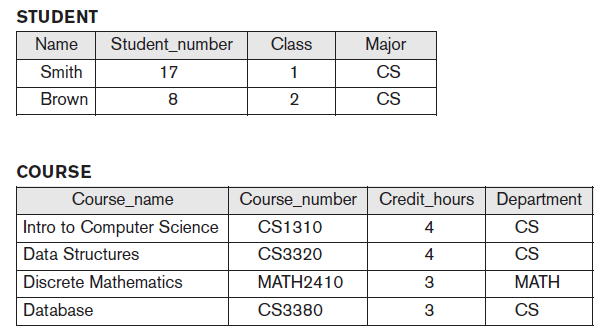 STUDENT
Name Student_number Class Major
Smith 17 1 CS
Brown 8 2 CS
COURSE
Course_name Course_number Credit_hours Department
Intro to Computer Science CS1310 4 CS
Data Structures CS3320 4 CS
Discrete Mathematics MATH2410 3 MATH
Database CS3380 3 CS